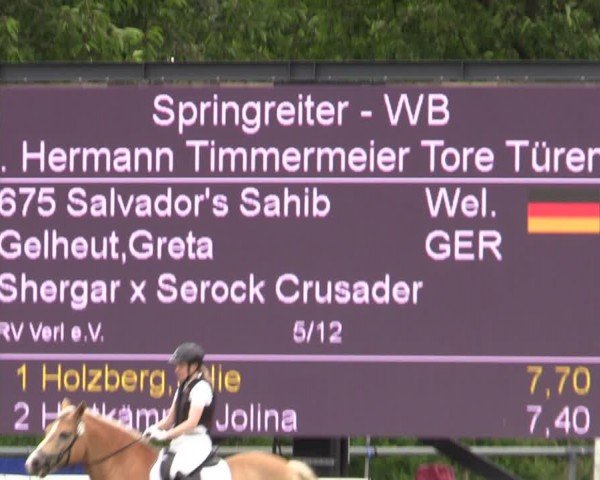 Springreiter - WB
. Hermann Timmermeier Tore Türen
675 Salvador's Sahib Wel.
Gelheut,Greta GER
Shergar x Serock Crusader
RV Verl e.V. 5/12
1 Holzberg, 7,70
2 Jolina 7,40